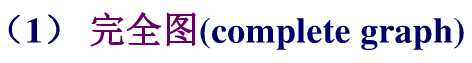 （1） 完全图(complete graph)